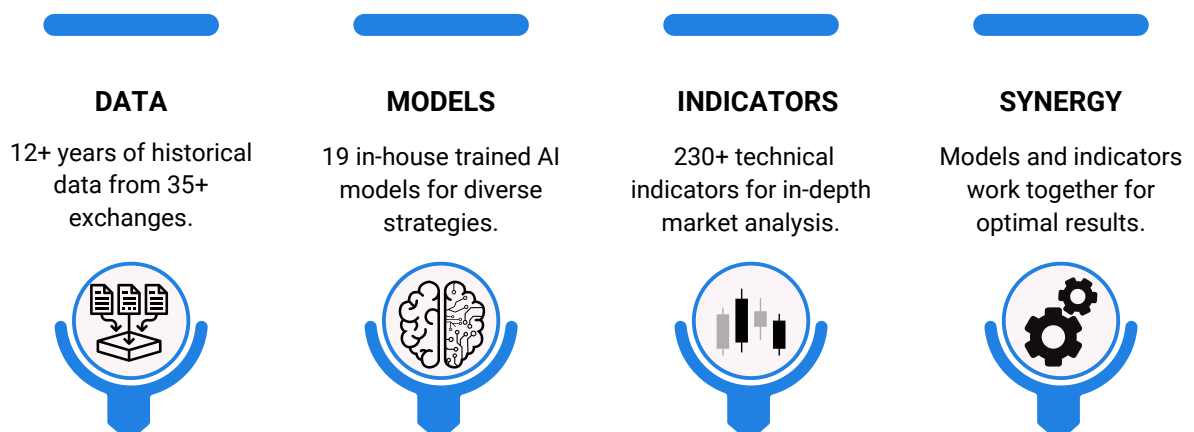 DATA
12+ years of historical
data from 35+
exchanges.
MODELS
19 in-house trained AI
models for diverse
strategies.
INDICATORS
230+ technical
indicators for in-depth
market analysis.
SYNERGY
Models and indicators
work together for
optimal results.